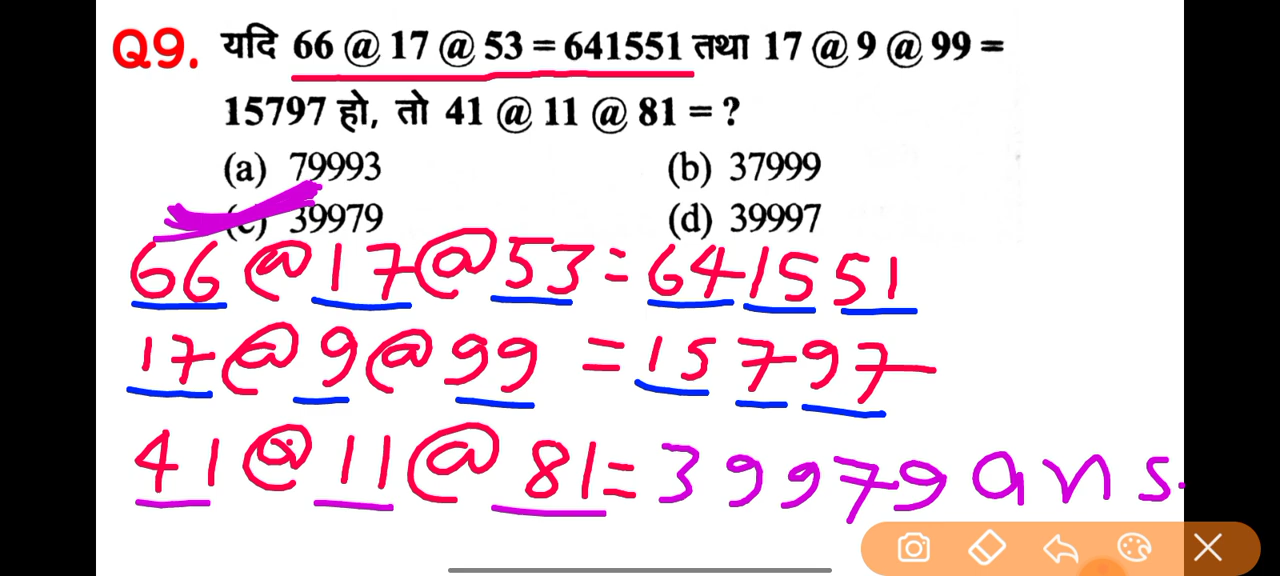 Q9. यदि 66 @ 17 @ 53 = 641551 तथा 17 @ 9 @ 99 =
15797 हो, तो 41 @ 11 @ 81 = ?
(a) 79993 (b) 37999
(c) 39979 (d) 39997
66 @ 17 @ 53 = 641551
17 @ 9 @ 99 = 15797
41 @ 11 @ 81 = 39979 ans.